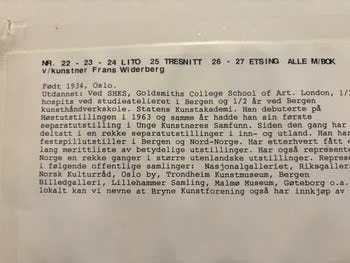 NR. 22 - 23 - 24 LITO 25 TRESNITT 26 - 27 ETSING ALLE M/BOK
v/kunstner Frans Widerberg
Født 1934, Oslo.
Utdannet: Ved SHKS, Goldsmiths College School of Art. London, 1/
hospits ved studieatelieret i Bergen og 1/2 år ved Bergen
kunsthåndverkskole. Statens Kunstakademi. Han debuterte på
Høstutstillingen i 1963 og samme år hadde han sin første
separatutstilling i Unge Kunstneres Samfunn. Siden den gang har
deltatt i en rekke separatutstillinger i inn- og utland. Han har
festspillutstiller i Bergen og Nord-Norge. Har etterhvert fått e
lang merittliste av betydelige utstillinger. Har også represente
Norge en rekke ganger i større utenlandske utstillinger. Represe
i følgende offentlige samlinger: Nasjonalgalleriet, Riksgaller
Norsk Kulturråd, Oslo by, Trondheim Kunstmuseum, Bergen
Billedgaleri, Lillehammer Samling, Malmø Museum, Gøteborg o.a.
lokalt kan vi nevne at Bryne Kunstforening også har innkjøp av